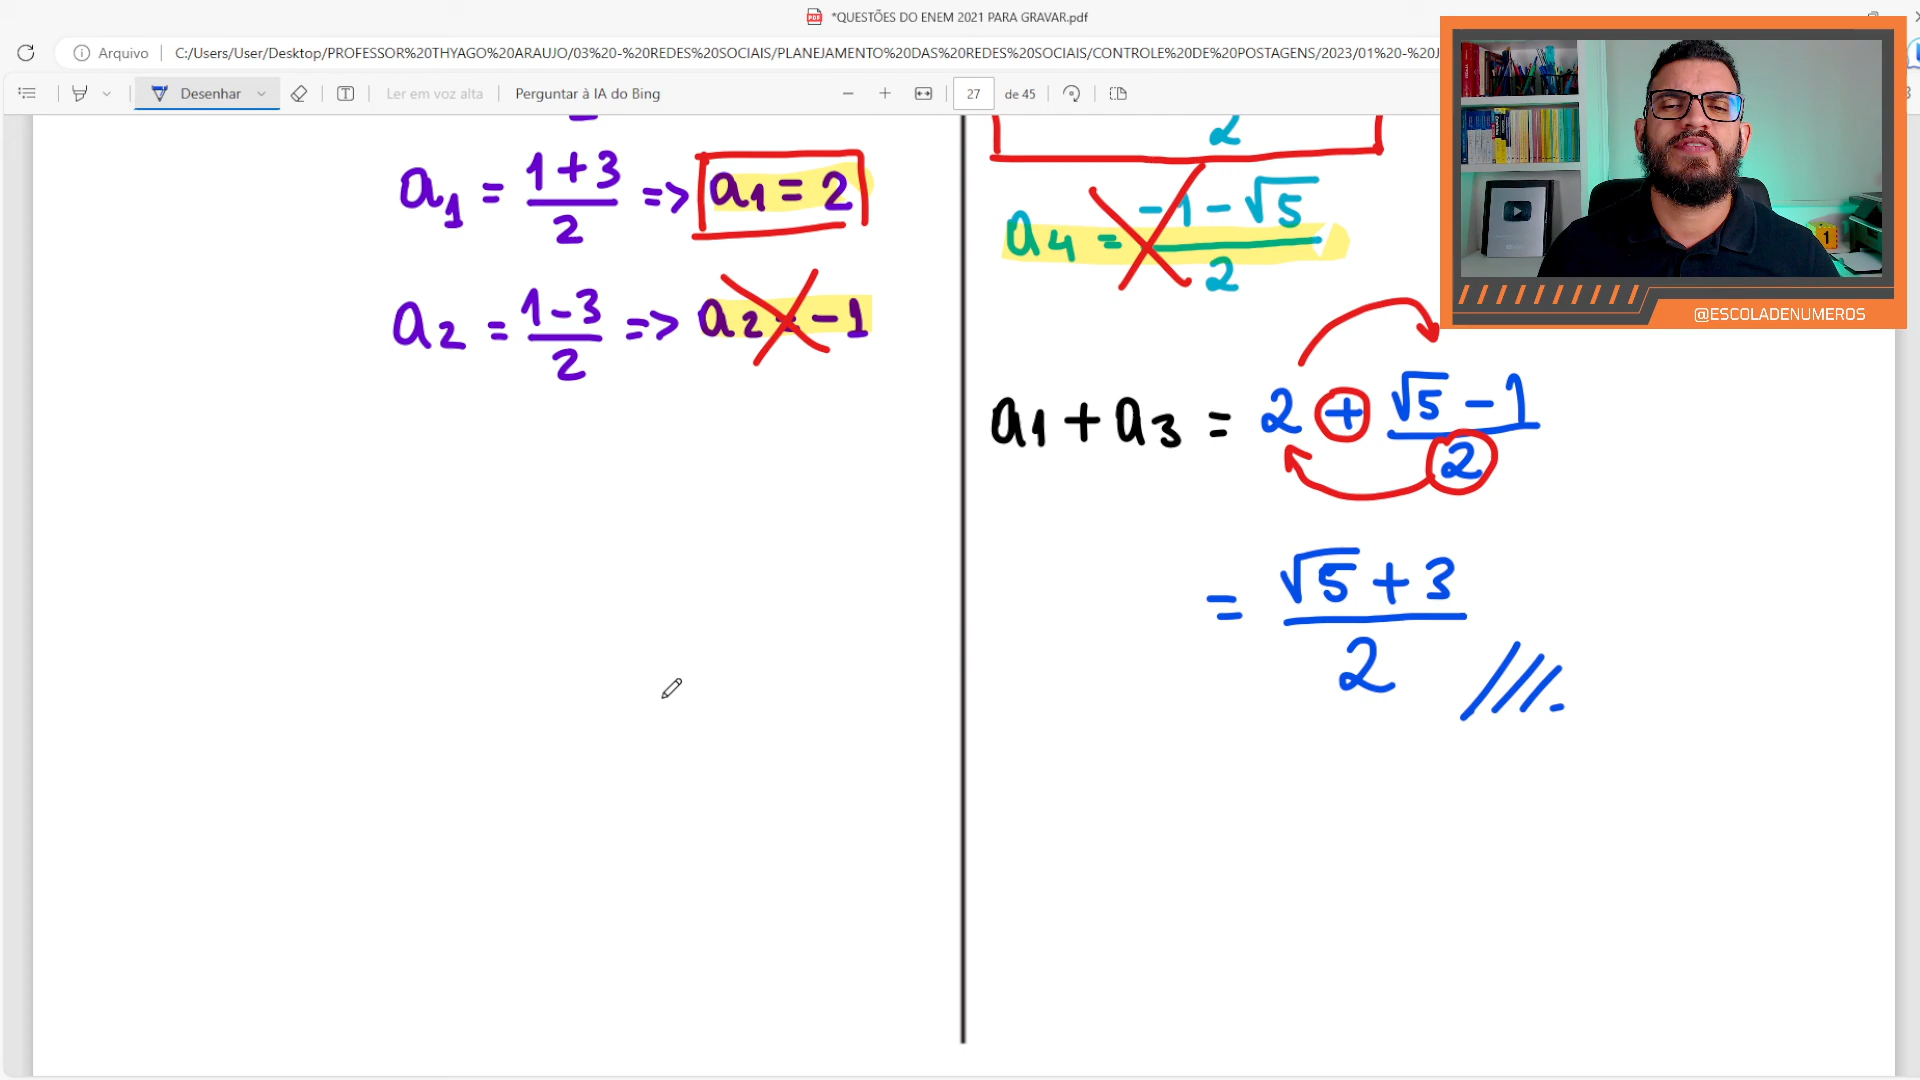 *QUESTÕES DO ENEM 2021 PARA GRAVAR.pdf
Arquivo C:/Users/User/Desktop/PROFESSOR%20THYAGO%20ARAUJO/03%20-%20REDES%20SOCIAIS/PLANEJAMENTO%20DAS%20REDES%20SOCIAIS/CONTROLE%20DE%20POSTAGENS/2023/01%20-%20J
Desenhar Ler em voz alta Perguntar à IA do Bing 27 de 45
a1 = (1+3)/2 => a1 = 2
a2 = (1-3)/2 => a2 = -1
2
a4 = (-1-√5)/2
a1 + a3 = 2 + (√5-1)/2
= (√5+3)/2
@ESCOLADENUMEROS
1